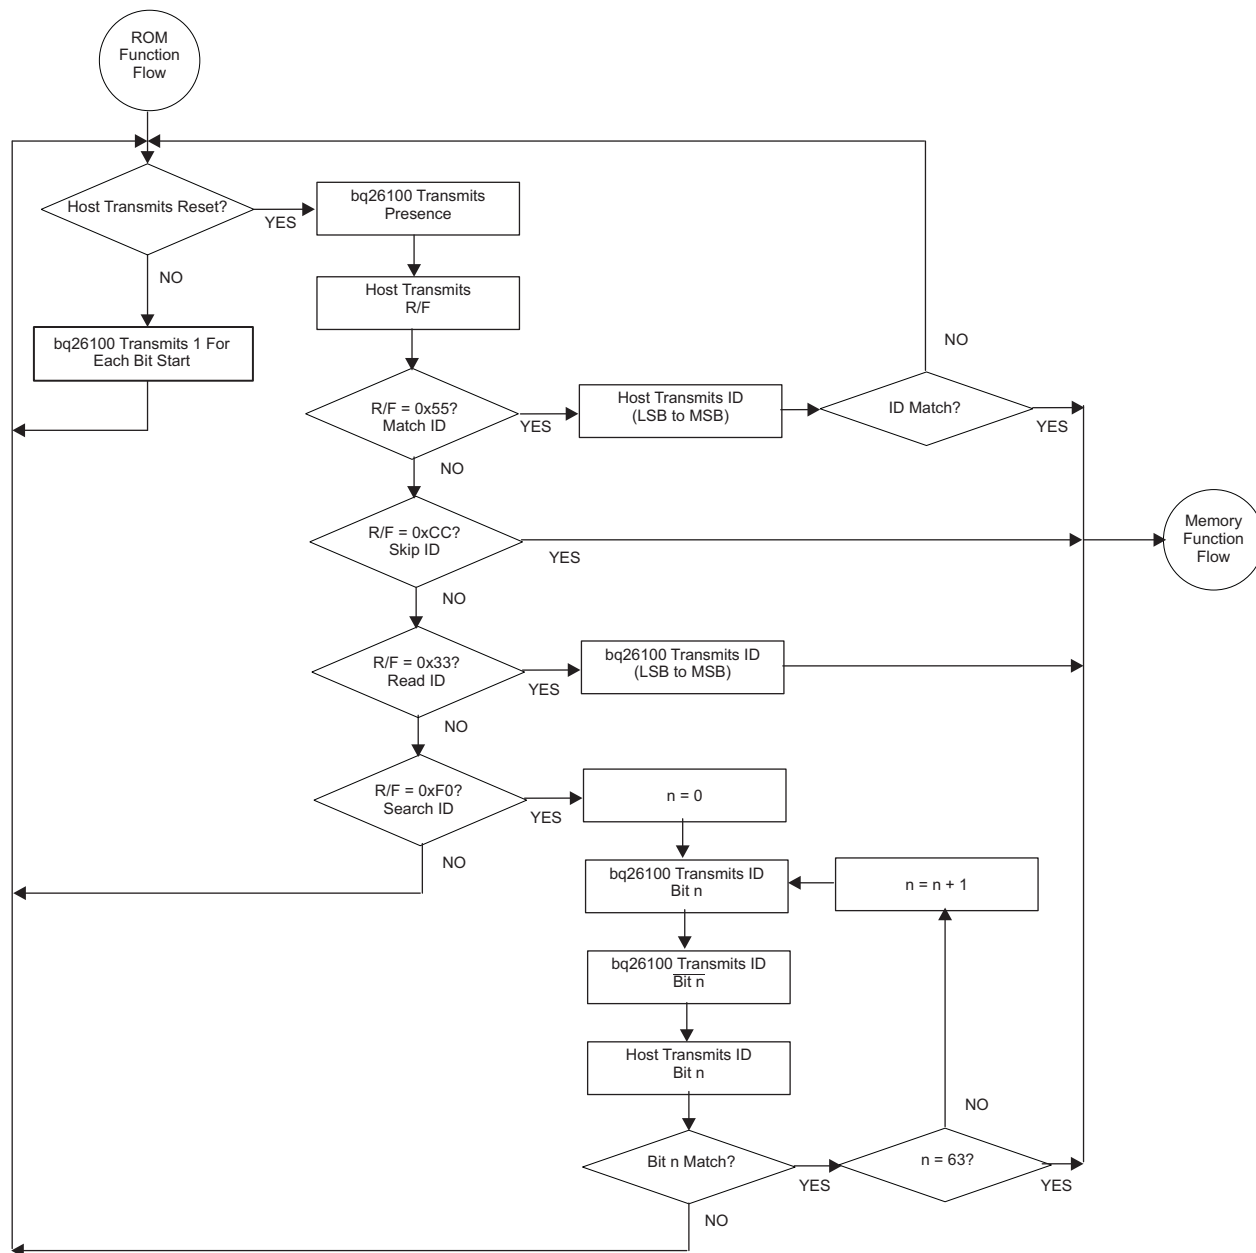 ROM
Function
Flow
Host Transmits Reset?
YES
bq26100 Transmits
Presence
NO
Host Transmits
R/F
bq26100 Transmits 1 For
Each Bit Start
R/F = 0x55?
Match ID
YES
Host Transmits ID
(LSB to MSB)
ID Match?
NO
YES
NO
R/F = 0xCC?
Skip ID
YES
Memory
Function
Flow
NO
R/F = 0x33?
Read ID
YES
bq26100 Transmits ID
(LSB to MSB)
NO
R/F = 0xF0?
Search ID
YES
n = 0
NO
bq26100 Transmits ID
Bit n
n = n + 1
bq26100 Transmits ID
B̅i̅t̅ ̅n̅
Host Transmits ID
Bit n
NO
Bit n Match?
YES
n = 63?
YES
NO